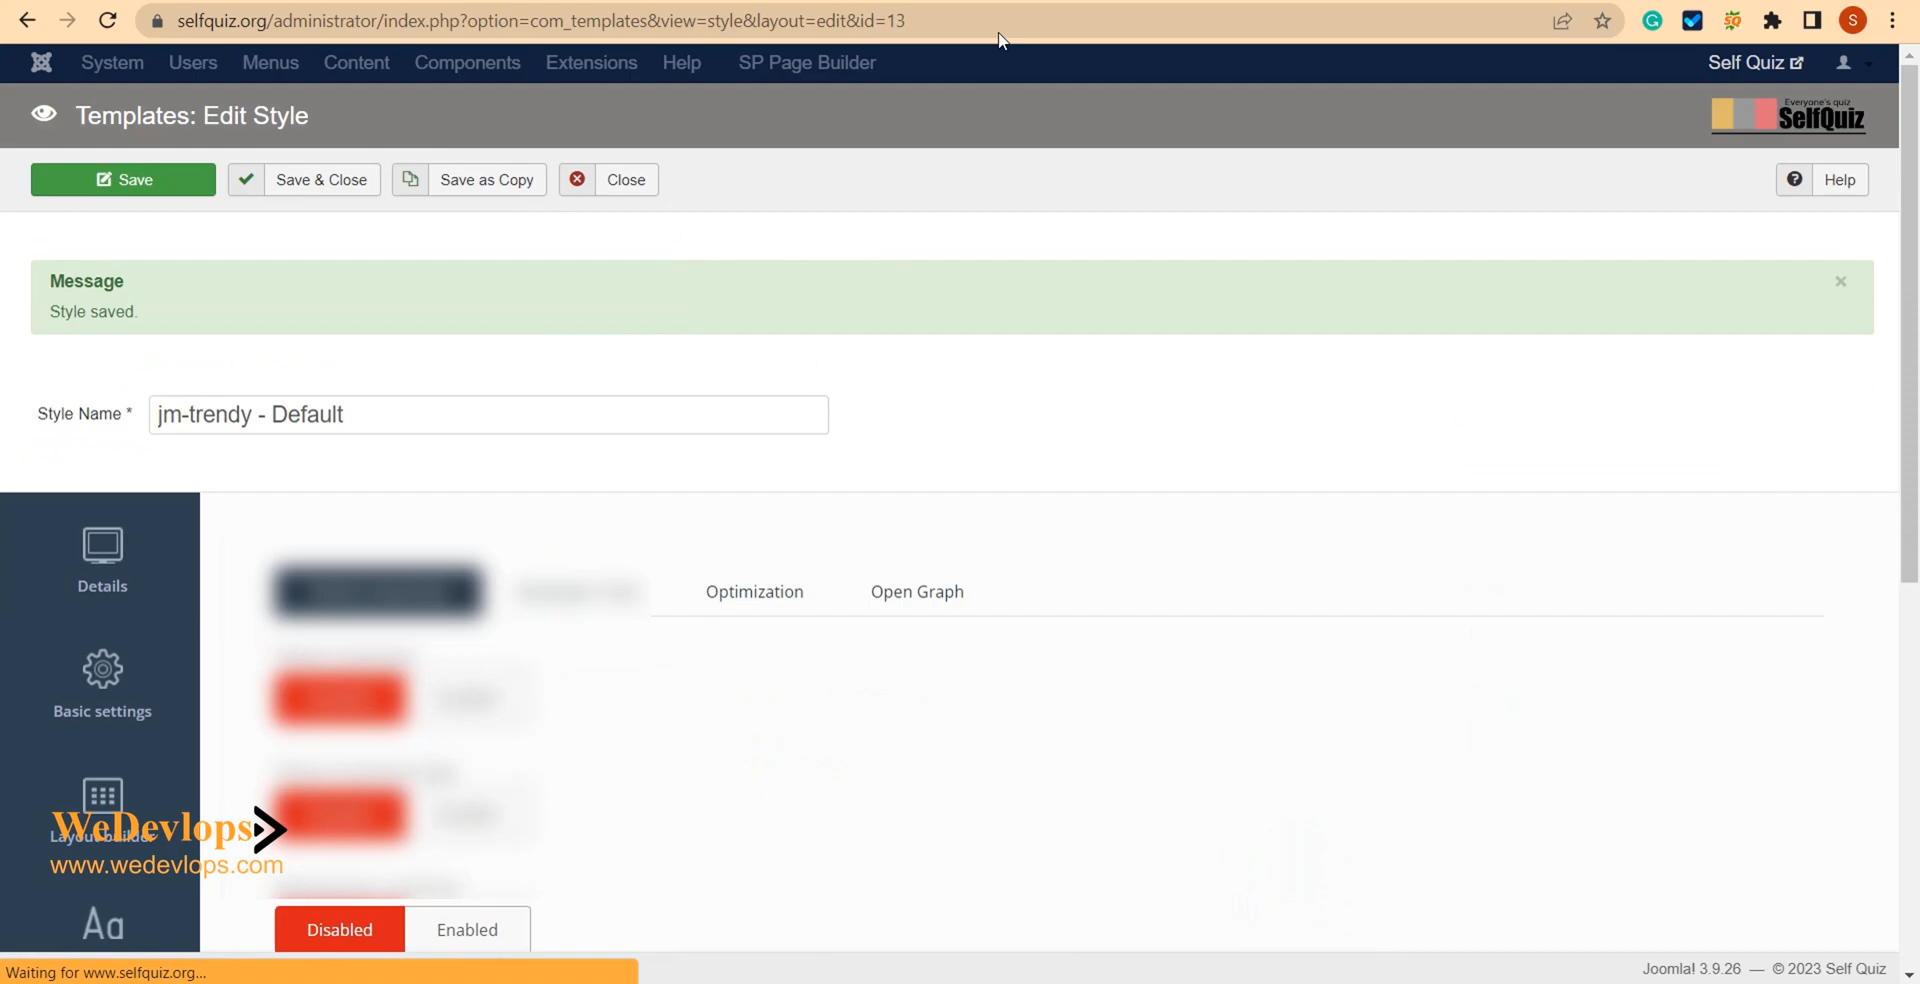 selfquiz.org/administrator/index.php?option=com_templates&view=style&layout=edit&id=13
S
System Users Menus Content Components Extensions Help SP Page Builder Self Quiz
Templates: Edit Style
Everyone's quiz
SelfQuiz
Save Save & Close Save as Copy Close Help
Message
Style saved.
Style Name * jm-trendy - Default
Details
Optimization Open Graph
Basic settings
Layout builder
WeDevlops
www.wedevlops.com
Aa
Disabled Enabled
Waiting for www.selfquiz.org...
Joomla! 3.9.26 — © 2023 Self Quiz